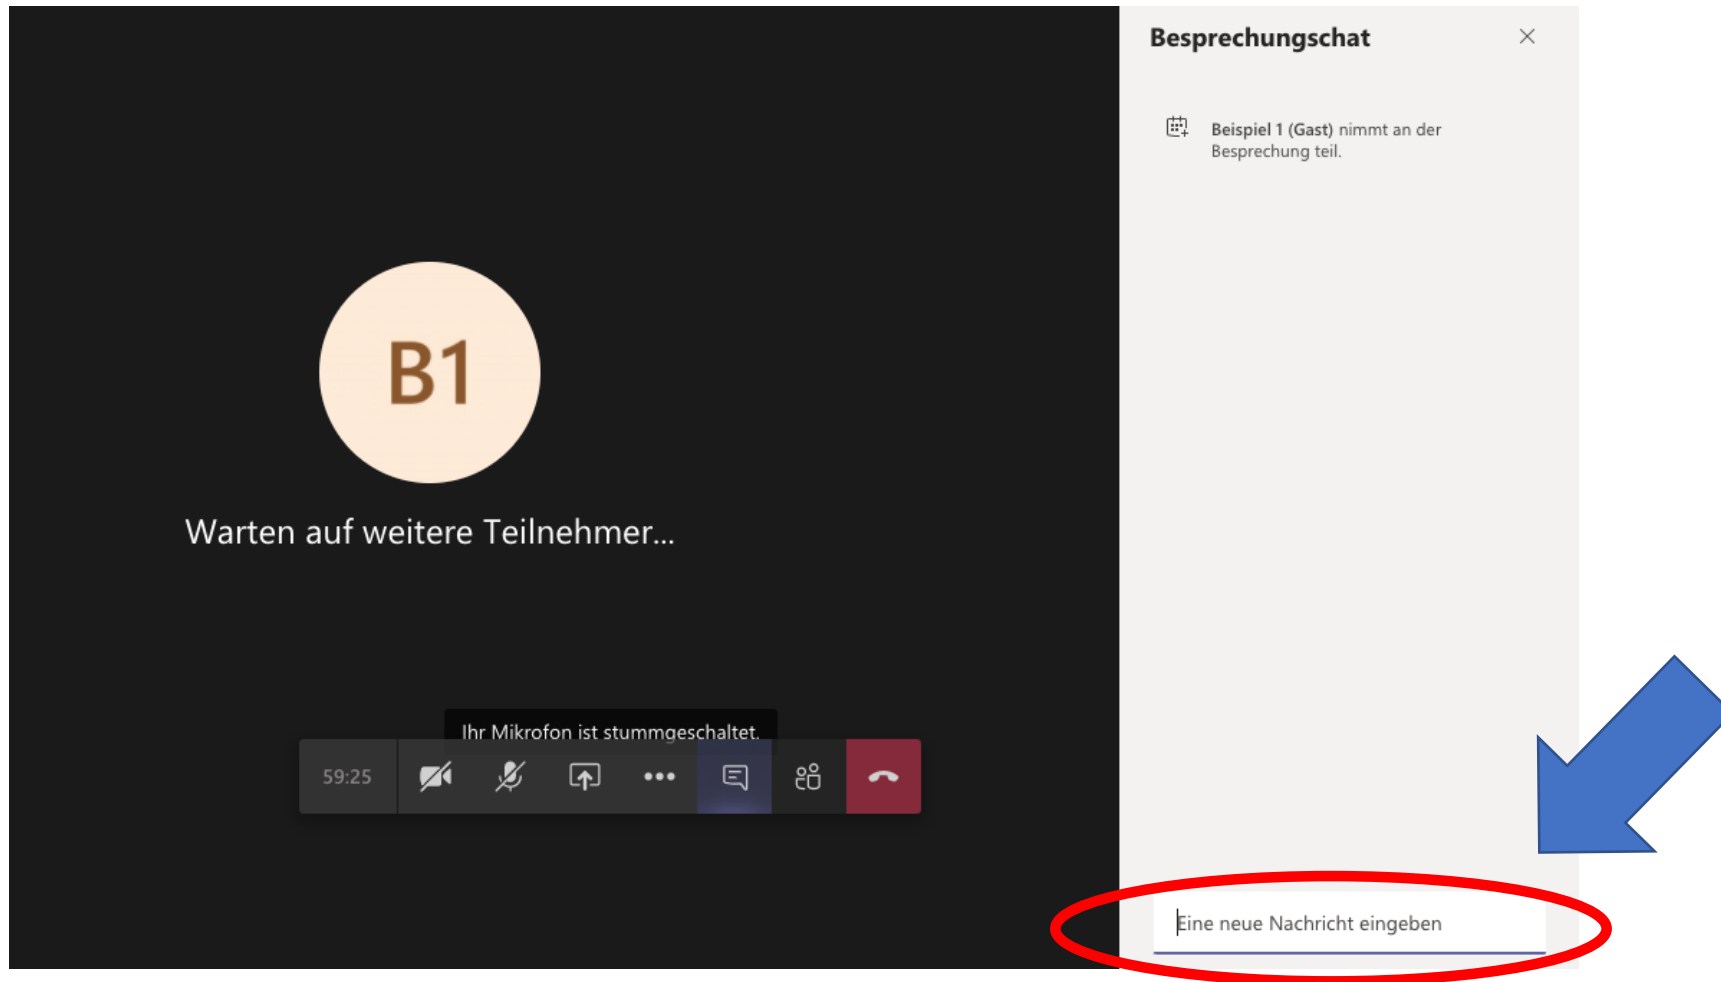 Besprechungschat
Beispiel 1 (Gast) nimmt an der
Besprechung teil.
B1
Warten auf weitere Teilnehmer...
Ihr Mikrofon ist stummgeschaltet.
59:25
Eine neue Nachricht eingeben